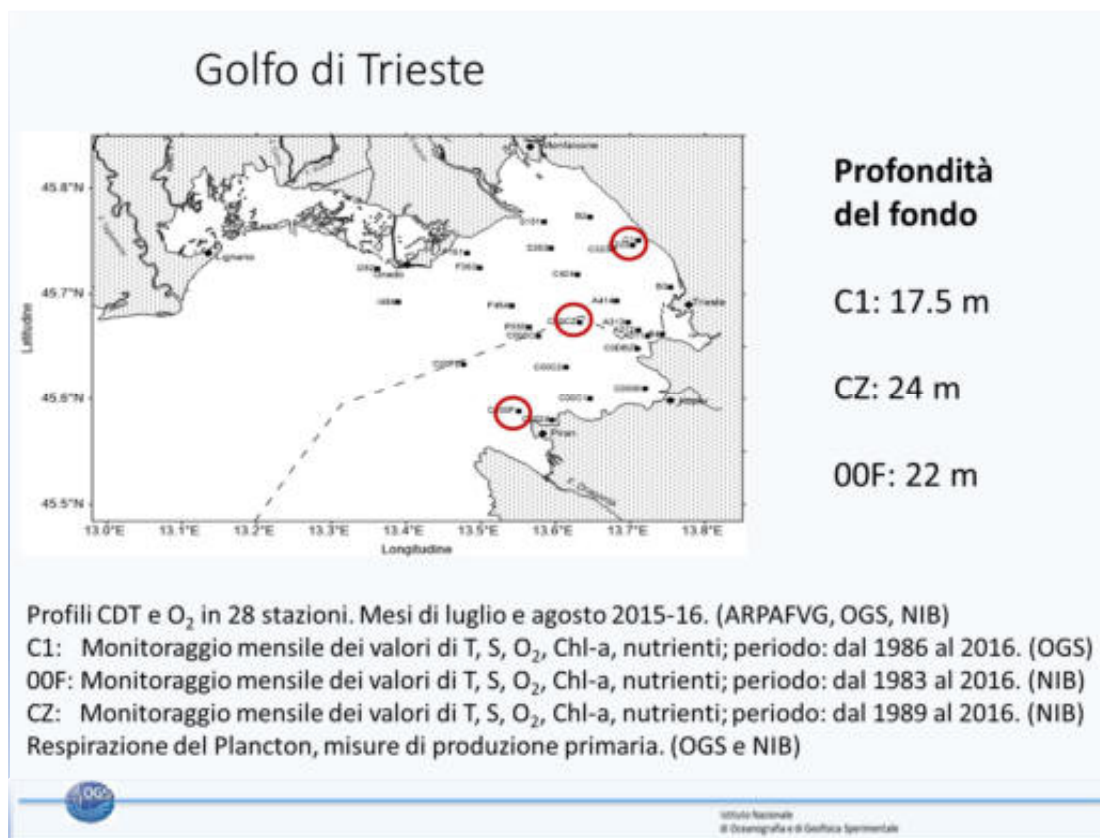 Golfo di Trieste
Profondità
del fondo
C1: 17.5 m
CZ: 24 m
00F: 22 m
45.8°N
45.7°N
45.6°N
45.5°N
13.0°E 13.1°E 13.2°E 13.3°E 13.4°E 13.5°E 13.6°E 13.7°E 13.8°E
Longitudine
Latitudine
Monfalcone
Lignano
Grado
Trieste
Piran
Profili CDT e O₂ in 28 stazioni. Mesi di luglio e agosto 2015-16. (ARPAFVG, OGS, NIB)
C1: Monitoraggio mensile dei valori di T, S, O₂, Chl-a, nutrienti; periodo: dal 1986 al 2016. (OGS)
00F: Monitoraggio mensile dei valori di T, S, O₂, Chl-a, nutrienti; periodo: dal 1983 al 2016. (NIB)
CZ: Monitoraggio mensile dei valori di T, S, O₂, Chl-a, nutrienti; periodo: dal 1989 al 2016. (NIB)
Respirazione del Plancton, misure di produzione primaria. (OGS e NIB)
OGS
Istituto Nazionale
di Oceanografia e di Geofisica Sperimentale